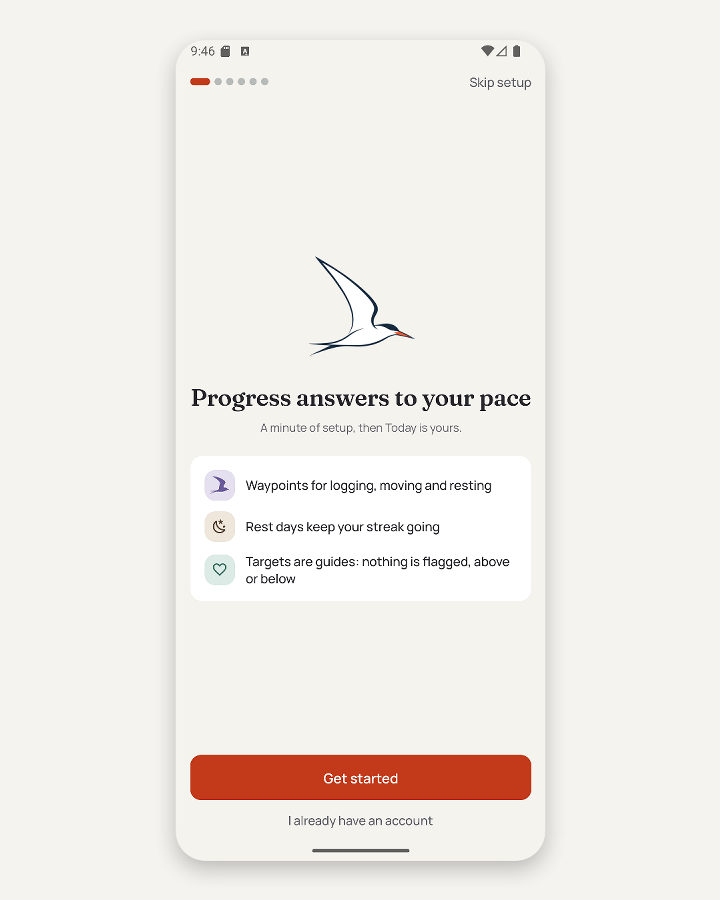 9:46
Skip setup
Progress answers to your pace
A minute of setup, then Today is yours.
Waypoints for logging, moving and resting
Rest days keep your streak going
Targets are guides: nothing is flagged, above
or below
Get started
I already have an account